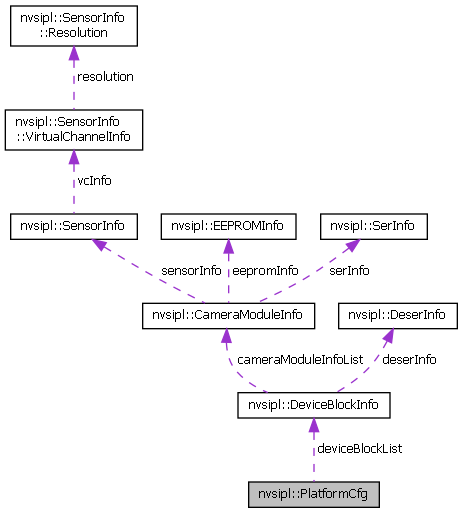 nvsipl::SensorInfo
::Resolution
resolution
nvsipl::SensorInfo
::VirtualChannelInfo
vcInfo
nvsipl::SensorInfo
nvsipl::EEPROMInfo
nvsipl::SerInfo
sensorInfo
eepromInfo
serInfo
nvsipl::CameraModuleInfo
nvsipl::DeserInfo
cameraModuleInfoList
deserInfo
nvsipl::DeviceBlockInfo
deviceBlockList
nvsipl::PlatformCfg